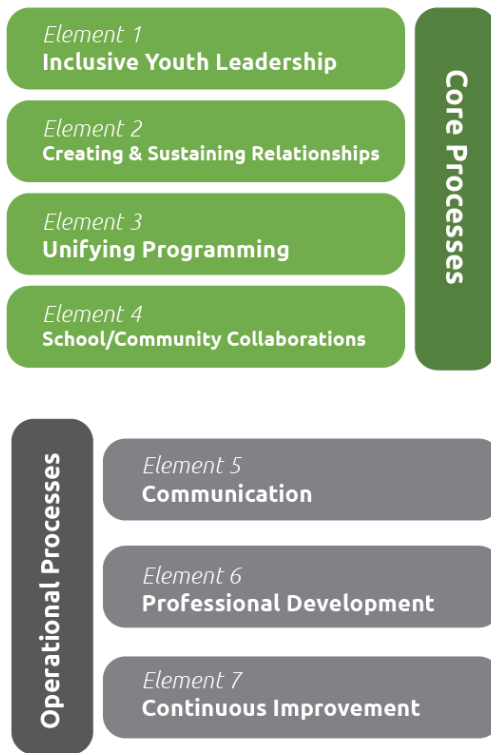 Element 1
Inclusive Youth Leadership
Element 2
Creating & Sustaining Relationships
Element 3
Unifying Programming
Element 4
School/Community Collaborations
Core Processes
Operational Processes
Element 5
Communication
Element 6
Professional Development
Element 7
Continuous Improvement